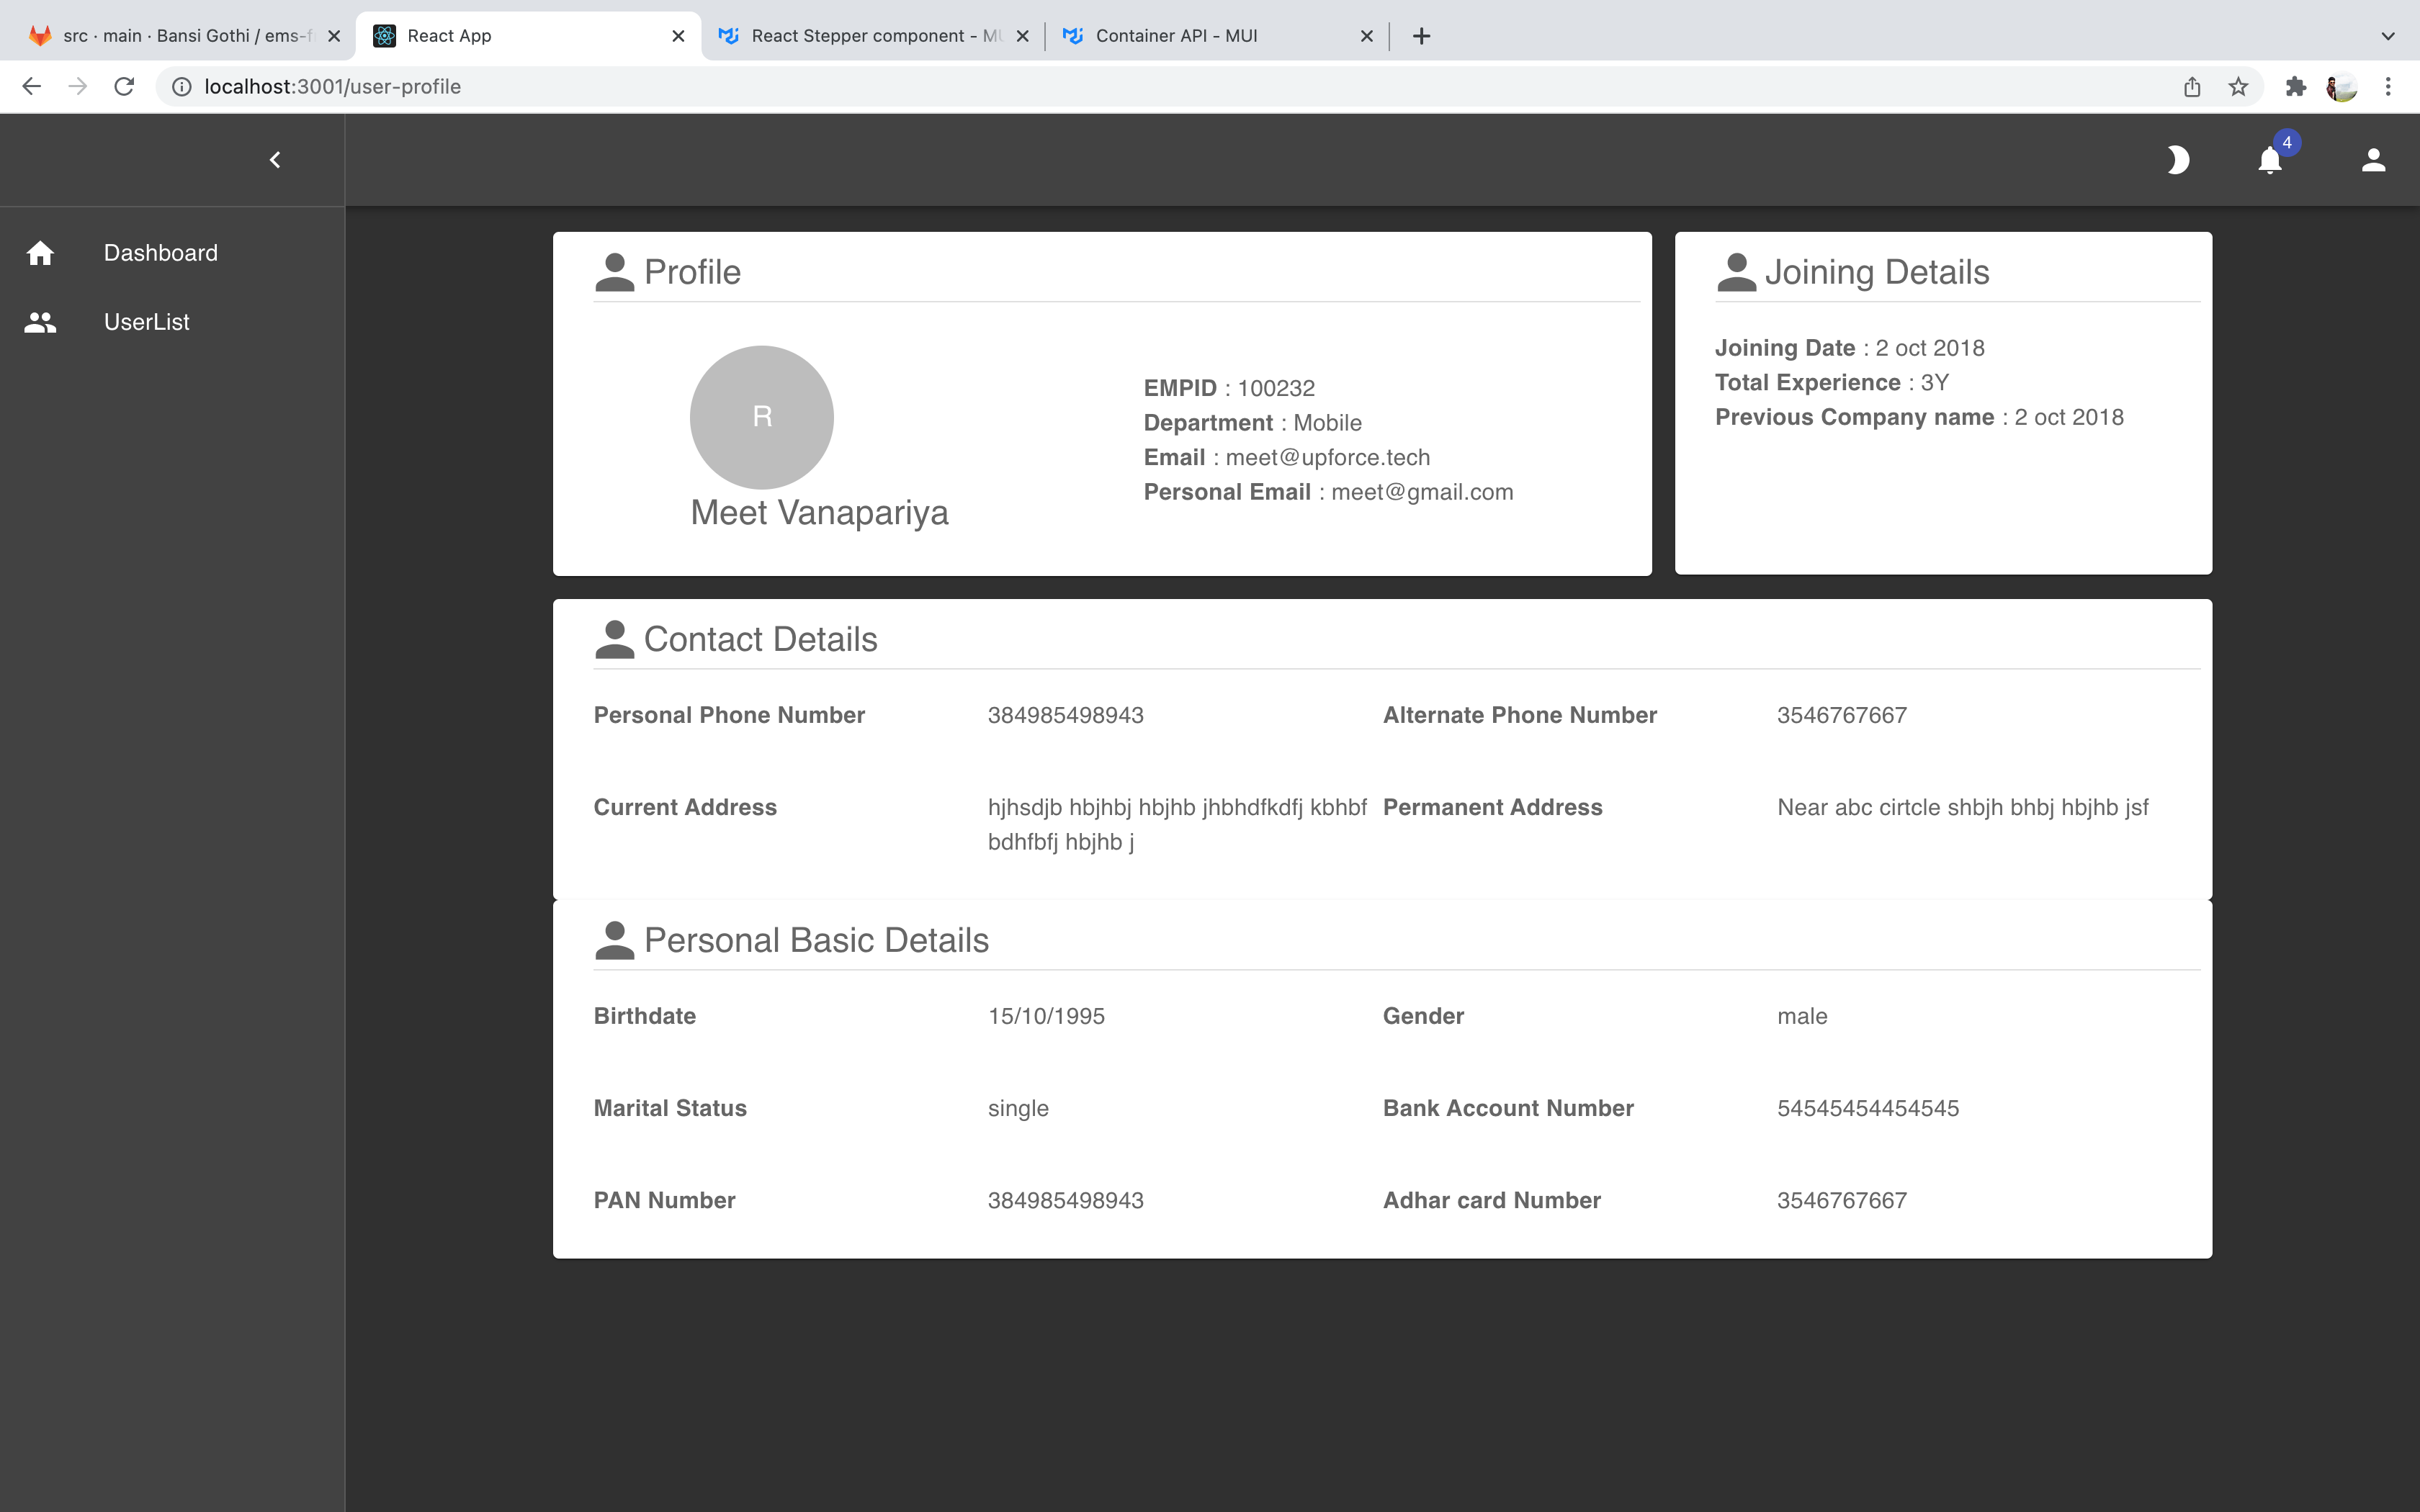 src · main · Bansi Gothi / ems-f
React App
React Stepper component - MU
Container API - MUI
localhost:3001/user-profile
4
Dashboard
UserList
Profile
R
Meet Vanapariya
EMPID : 100232
Department : Mobile
Email : meet@upforce.tech
Personal Email : meet@gmail.com
Joining Details
Joining Date : 2 oct 2018
Total Experience : 3Y
Previous Company name : 2 oct 2018
Contact Details
Personal Phone Number 384985498943 Alternate Phone Number 3546767667
Current Address hjhsdjb hbjhbj hbjhb jhbhdfkdfj kbhbf Permanent Address Near abc cirtcle shbjh bhbj hbjhb jsf
bdhfbfj hbjhb j
Personal Basic Details
Birthdate 15/10/1995 Gender male
Marital Status single Bank Account Number 54545454454545
PAN Number 384985498943 Adhar card Number 3546767667